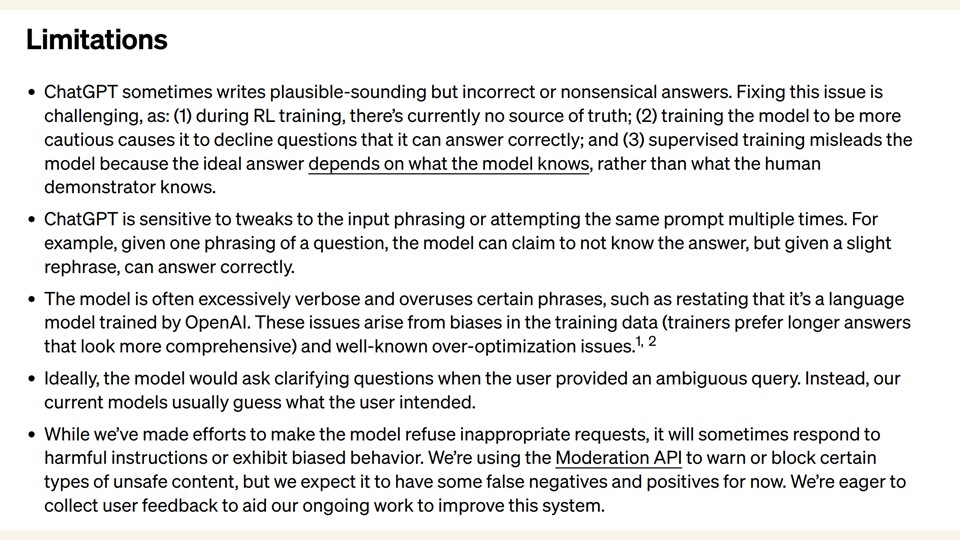 Limitations
• ChatGPT sometimes writes plausible-sounding but incorrect or nonsensical answers. Fixing this issue is
challenging, as: (1) during RL training, there’s currently no source of truth; (2) training the model to be more
cautious causes it to decline questions that it can answer correctly; and (3) supervised training misleads the
model because the ideal answer depends on what the model knows, rather than what the human
demonstrator knows.
• ChatGPT is sensitive to tweaks to the input phrasing or attempting the same prompt multiple times. For
example, given one phrasing of a question, the model can claim to not know the answer, but given a slight
rephrase, can answer correctly.
• The model is often excessively verbose and overuses certain phrases, such as restating that it’s a language
model trained by OpenAI. These issues arise from biases in the training data (trainers prefer longer answers
that look more comprehensive) and well-known over-optimization issues.1, 2
• Ideally, the model would ask clarifying questions when the user provided an ambiguous query. Instead, our
current models usually guess what the user intended.
• While we’ve made efforts to make the model refuse inappropriate requests, it will sometimes respond to
harmful instructions or exhibit biased behavior. We’re using the Moderation API to warn or block certain
types of unsafe content, but we expect it to have some false negatives and positives for now. We’re eager to
collect user feedback to aid our ongoing work to improve this system.